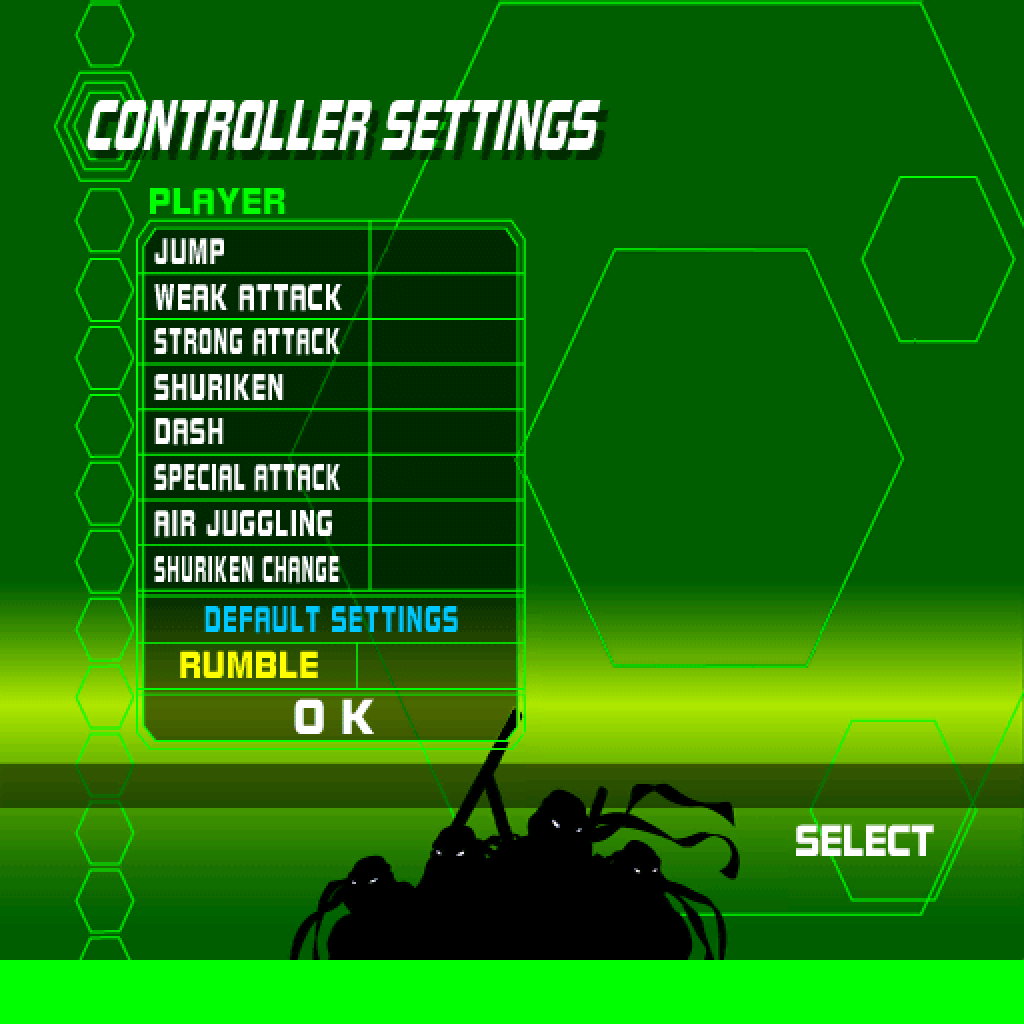 CONTROLLER SETTINGS
PLAYER
JUMP
WEAK ATTACK
STRONG ATTACK
SHURIKEN
DASH
SPECIAL ATTACK
AIR JUGGLING
SHURIKEN CHANGE
DEFAULT SETTINGS
RUMBLE
OK
SELECT